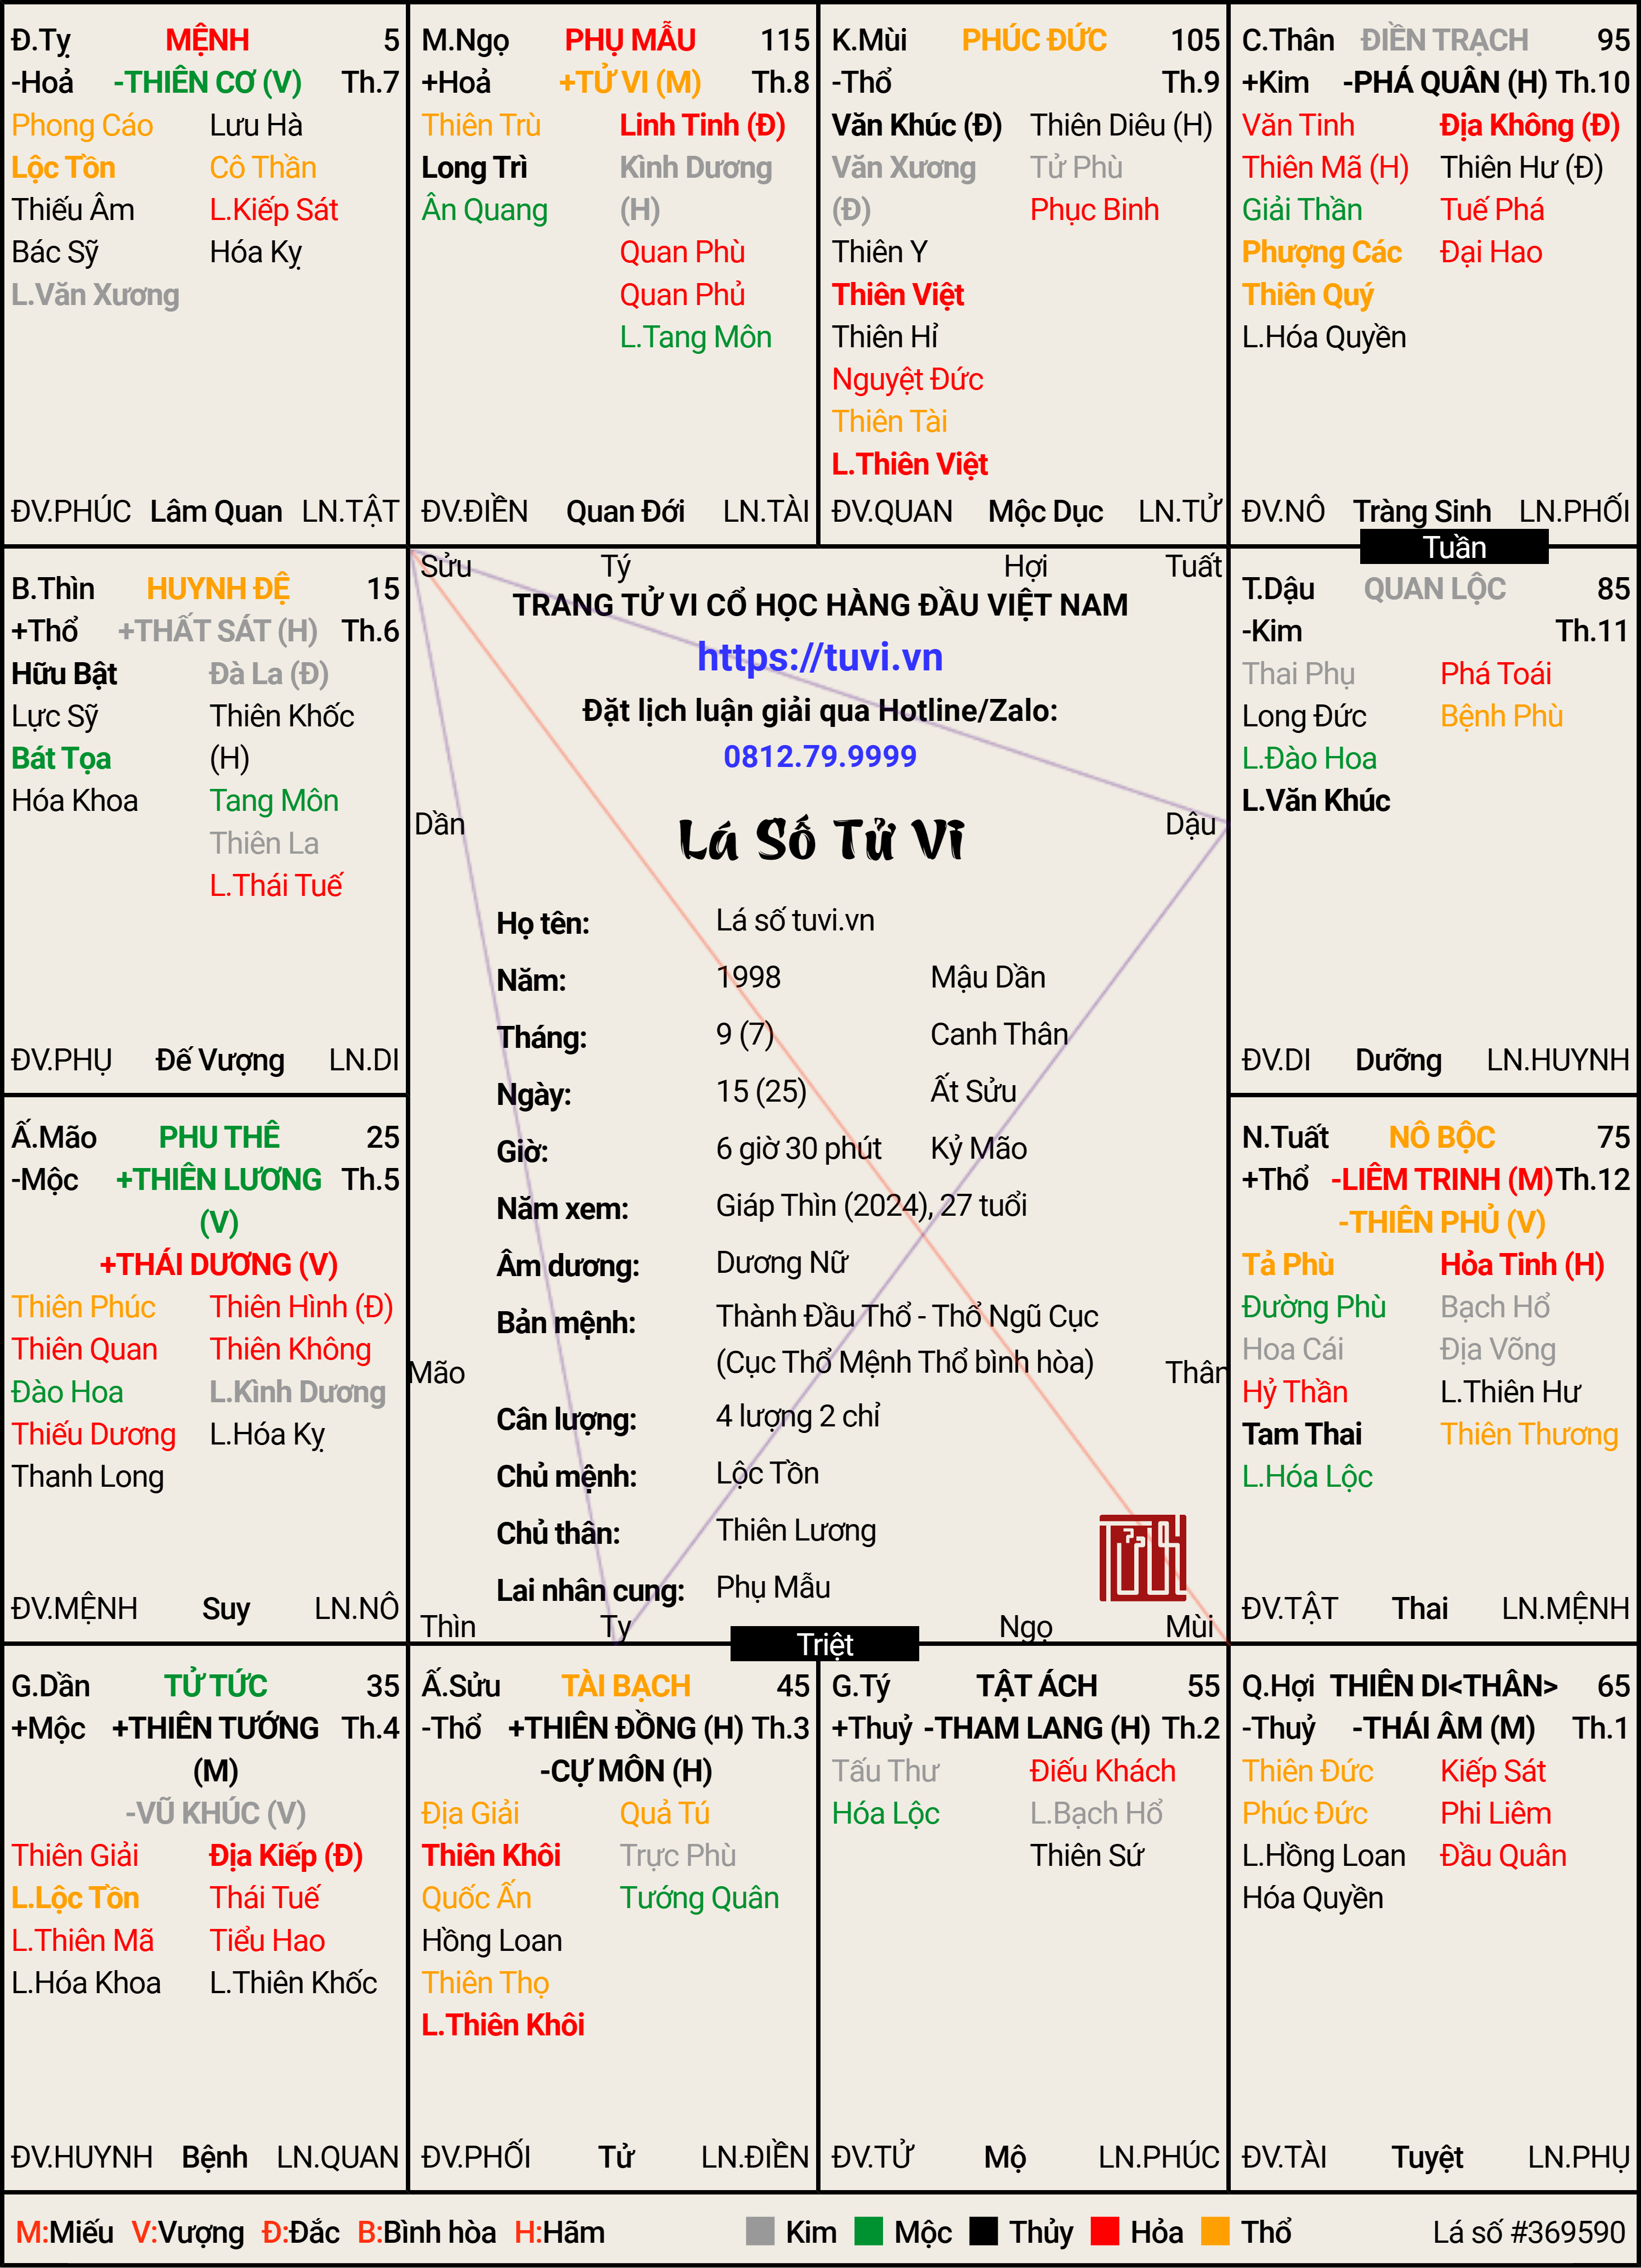 Đ.Tỵ MỆNH 5
-Hoả -THIÊN CƠ (V) Th.7
Phong Cáo Lưu Hà
Lộc Tồn Cô Thần
Thiếu Âm L.Kiếp Sát
Bác Sỹ Hóa Kỵ
L.Văn Xương
ĐV.PHÚC Lâm Quan LN.TẬT
M.Ngọ PHỤ MẪU 115
+Hoả +TỬ VI (M) Th.8
Thiên Trù Linh Tinh (Đ)
Long Trì Kình Dương
Ân Quang (H)
Quan Phù
Quan Phủ
L.Tang Môn
ĐV.ĐIỀN Quan Đới LN.TÀI
K.Mùi PHÚC ĐỨC 105
-Thổ Th.9
Văn Khúc (Đ) Thiên Diêu (H)
Văn Xương Tử Phù
(Đ) Phục Binh
Thiên Y
Thiên Việt
Thiên Hỉ
Nguyệt Đức
Thiên Tài
L.Thiên Việt
ĐV.QUAN Mộc Dục LN.TỬ
C.Thân ĐIỀN TRẠCH 95
+Kim -PHÁ QUÂN (H) Th.10
Văn Tinh Địa Không (Đ)
Thiên Mã (H) Thiên Hư (Đ)
Giải Thần Tuế Phá
Phượng Các Đại Hao
Thiên Quý
L.Hóa Quyền
ĐV.NÔ Tràng Sinh LN.PHỐI
Tuần
B.Thìn HUYNH ĐỆ 15
+Thổ +THẤT SÁT (H) Th.6
Hữu Bật Đà La (Đ)
Lực Sỹ Thiên Khốc
Bát Tọa (H)
Hóa Khoa Tang Môn
Thiên La
L.Thái Tuế
ĐV.PHỤ Đế Vượng LN.DI
Sửu Tý Hợi Tuất
TRANG TỬ VI CỔ HỌC HÀNG ĐẦU VIỆT NAM
https://tuvi.vn
Đặt lịch luận giải qua Hotline/Zalo:
0812.79.9999
Dần Dậu
Lá Số Tử Vi
Họ tên: Lá số tuvi.vn
Năm: 1998 Mậu Dần
Tháng: 9 (7) Canh Thân
Ngày: 15 (25) Ất Sửu
Giờ: 6 giờ 30 phút Kỷ Mão
Năm xem: Giáp Thìn (2024), 27 tuổi
Âm dương: Dương Nữ
Bản mệnh: Thành Đầu Thổ - Thổ Ngũ Cục
(Cục Thổ Mệnh Thổ bình hòa)
Mão Thân
Cân lượng: 4 lượng 2 chỉ
Chủ mệnh: Lộc Tồn
Chủ thân: Thiên Lương
Lai nhân cung: Phụ Mẫu
Thìn Tỵ Ngọ Mùi
Triệt
T.Dậu QUAN LỘC 85
-Kim Th.11
Thai Phụ Phá Toái
Long Đức Bệnh Phù
L.Đào Hoa
L.Văn Khúc
ĐV.DI Dưỡng LN.HUYNH
Ấ.Mão PHU THÊ 25
-Mộc +THIÊN LƯƠNG Th.5
(V)
+THÁI DƯƠNG (V)
Thiên Phúc Thiên Hình (Đ)
Thiên Quan Thiên Không
Đào Hoa L.Kình Dương
Thiếu Dương L.Hóa Kỵ
Thanh Long
ĐV.MỆNH Suy LN.NÔ
N.Tuất NÔ BỘC 75
+Thổ -LIÊM TRINH (M) Th.12
-THIÊN PHỦ (V)
Tả Phù Hỏa Tinh (H)
Đường Phù Bạch Hổ
Hoa Cái Địa Võng
Hỷ Thần L.Thiên Hư
Tam Thai Thiên Thương
L.Hóa Lộc
ĐV.TẬT Thai LN.MỆNH
G.Dần TỬ TỨC 35
+Mộc +THIÊN TƯỚNG Th.4
(M)
-VŨ KHÚC (V)
Thiên Giải Địa Kiếp (Đ)
L.Lộc Tồn Thái Tuế
L.Thiên Mã Tiểu Hao
L.Hóa Khoa L.Thiên Khốc
ĐV.HUYNH Bệnh LN.QUAN
Ấ.Sửu TÀI BẠCH 45
-Thổ +THIÊN ĐỒNG (H) Th.3
-CỰ MÔN (H)
Địa Giải Quả Tú
Thiên Khôi Trực Phù
Quốc Ấn Tướng Quân
Hồng Loan
Thiên Thọ
L.Thiên Khôi
ĐV.PHỐI Tử LN.ĐIỀN
G.Tý TẬT ÁCH 55
+Thuỷ -THAM LANG (H) Th.2
Tấu Thư Điếu Khách
Hóa Lộc L.Bạch Hổ
Thiên Sứ
ĐV.TỬ Mộ LN.PHÚC
Q.Hợi THIÊN DI<THÂN> 65
-Thuỷ -THÁI ÂM (M) Th.1
Thiên Đức Kiếp Sát
Phúc Đức Phi Liêm
L.Hồng Loan Đẩu Quân
Hóa Quyền
ĐV.TÀI Tuyệt LN.PHỤ
M:Miếu V:Vượng Đ:Đắc B:Bình hòa H:Hãm Kim Mộc Thủy Hỏa Thổ Lá số #369590